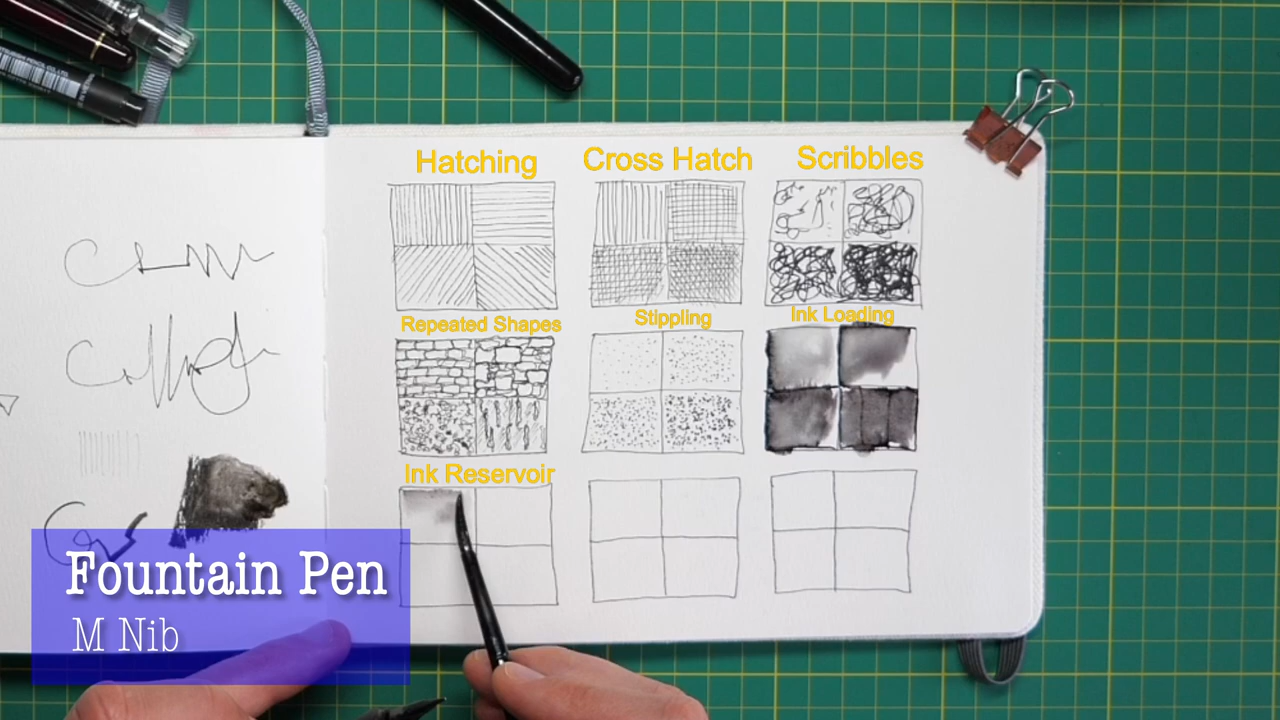 Hatching
Cross Hatch
Scribbles
Repeated Shapes
Stippling
Ink Loading
Ink Reservoir
Fountain Pen
M Nib